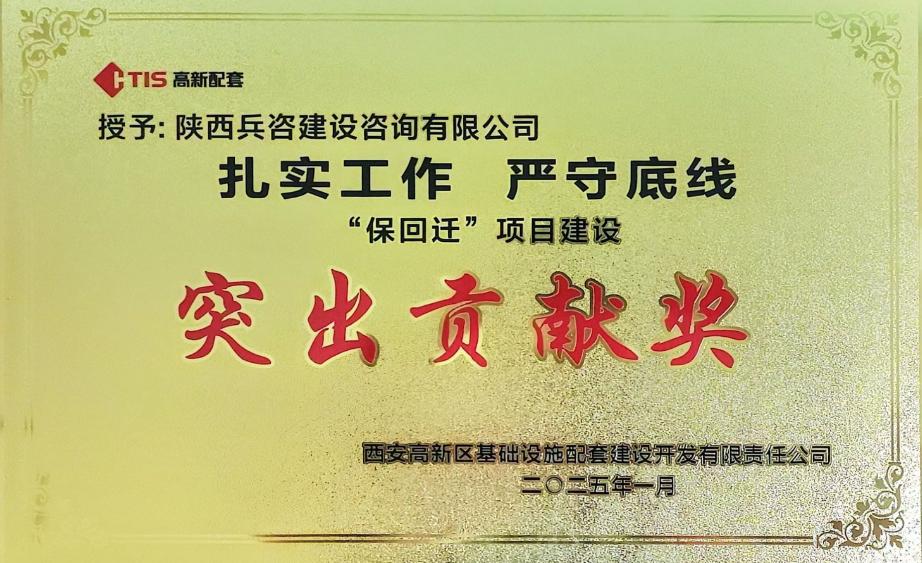 CTIS 高新配套
授予: 陕西兵咨建设咨询有限公司
扎实工作 严守底线
“保回迁”项目建设
突出贡献奖
西安高新区基础设施配套建设开发有限责任公司
二〇二五年一月